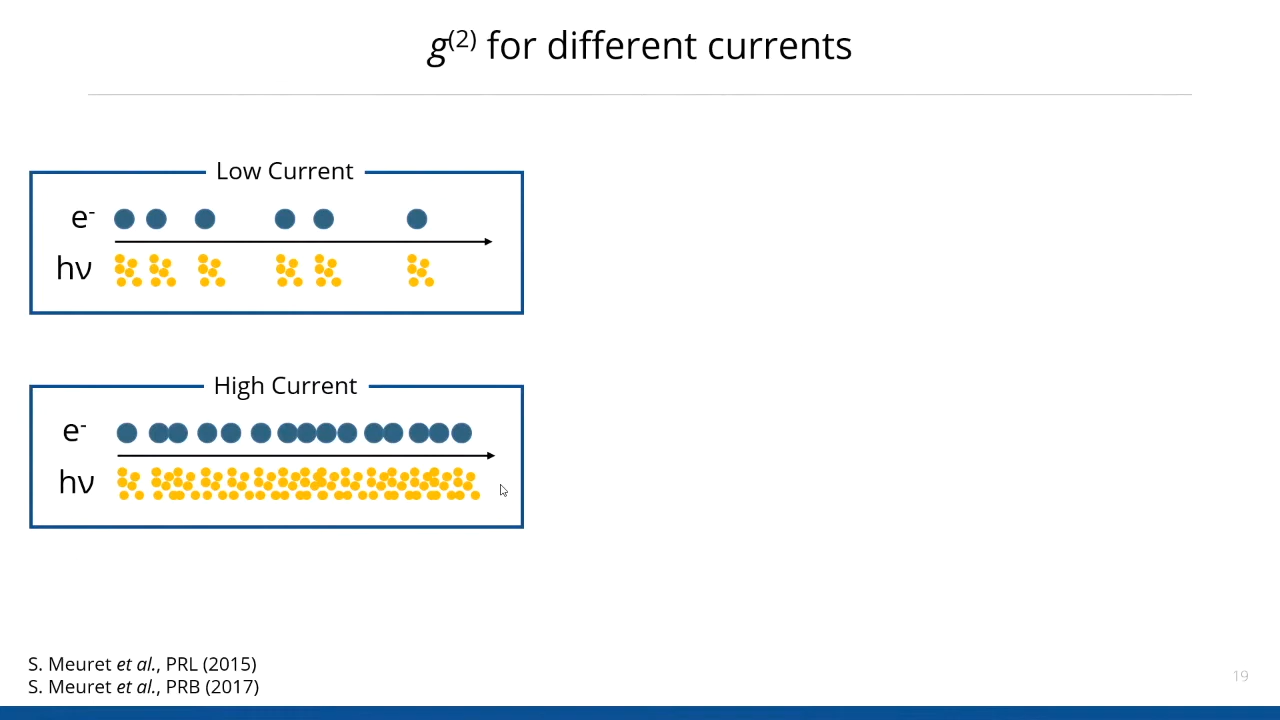 g(2) for different currents
Low Current
e-
hν
High Current
e-
hν
S. Meuret et al., PRL (2015)
S. Meuret et al., PRB (2017)
19